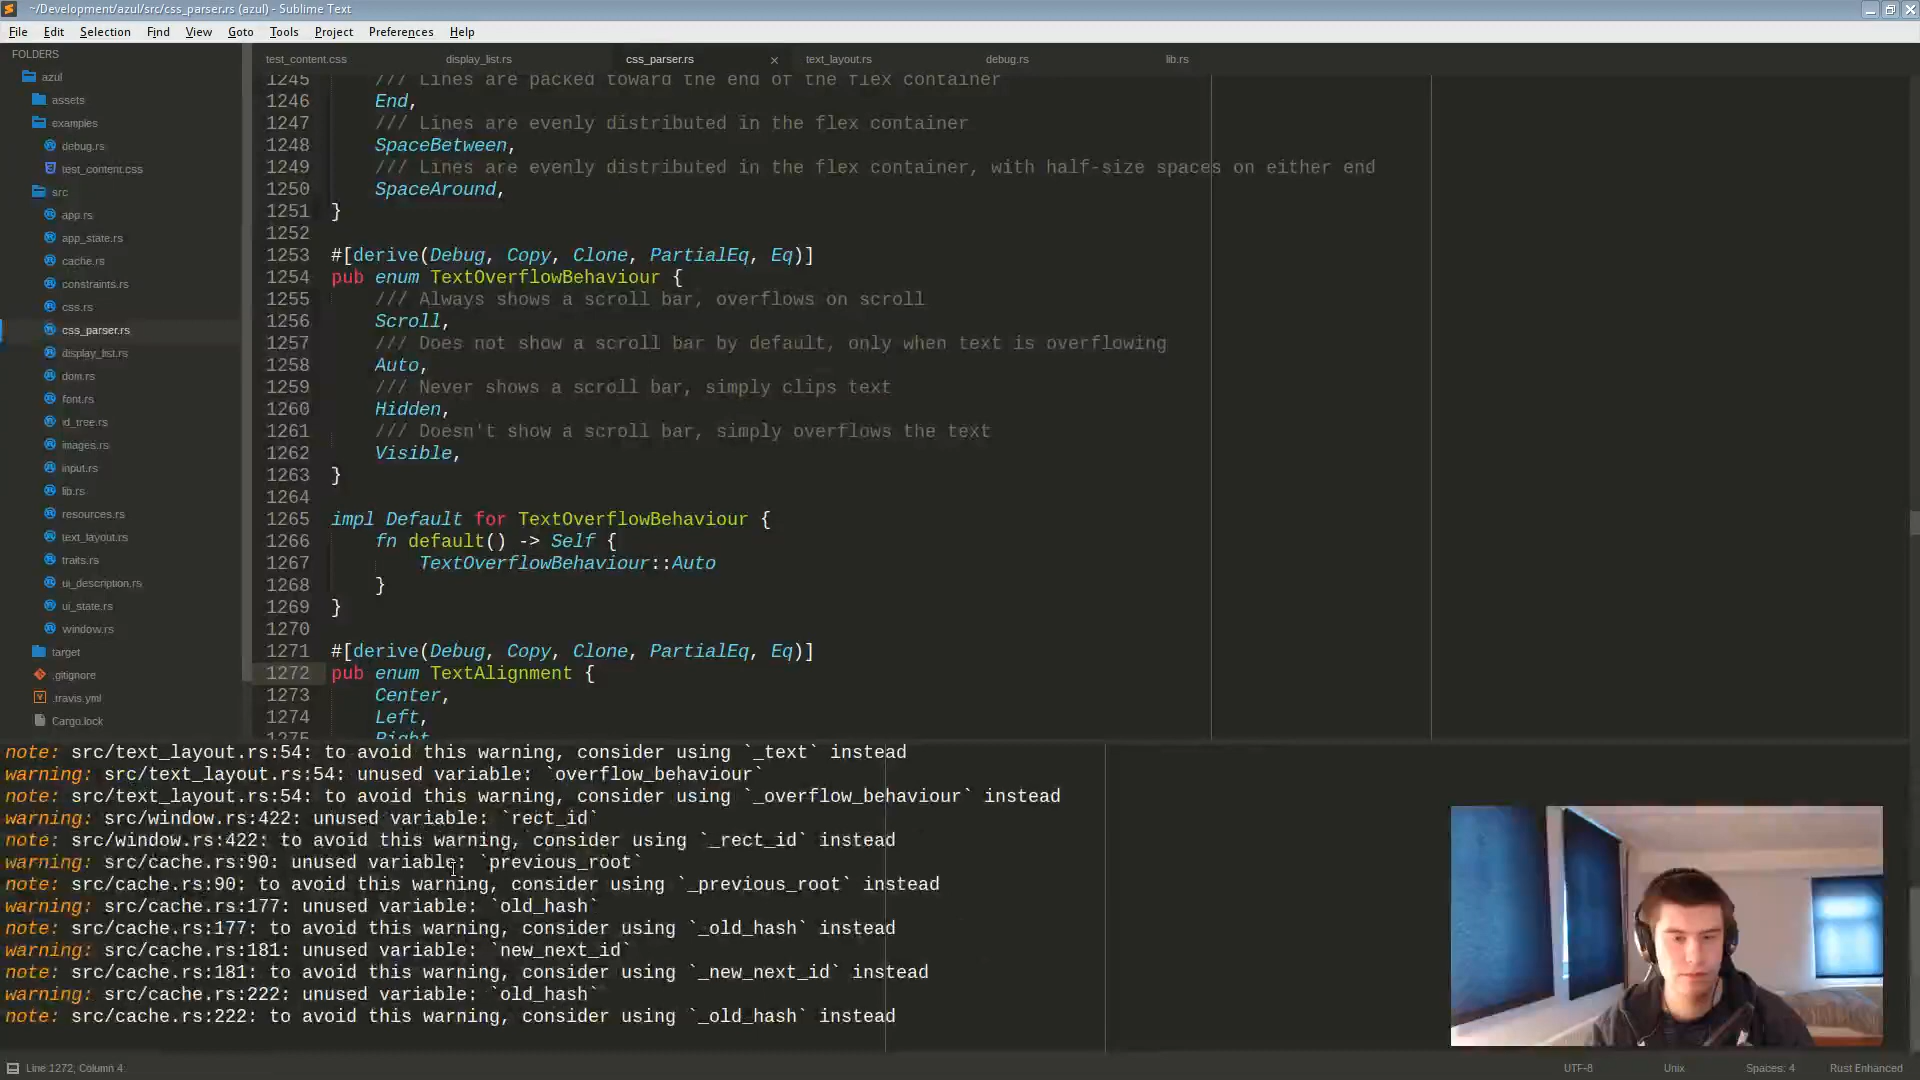 ~/Development/azul/src/css_parser.rs (azul) - Sublime Text
File Edit Selection Find View Goto Tools Project Preferences Help
FOLDERS
azul
assets
examples
debug.rs
test_content.css
src
app.rs
app_state.rs
cache.rs
constraints.rs
css.rs
css_parser.rs
display_list.rs
dom.rs
font.rs
id_tree.rs
images.rs
input.rs
lib.rs
resources.rs
text_layout.rs
traits.rs
ui_description.rs
ui_state.rs
window.rs
target
.gitignore
.travis.yml
Cargo.lock
test_content.css display_list.rs css_parser.rs × text_layout.rs debug.rs lib.rs
1245 /// Lines are packed toward the end of the flex container
1246 End,
1247 /// Lines are evenly distributed in the flex container
1248 SpaceBetween,
1249 /// Lines are evenly distributed in the flex container, with half-size spaces on either end
1250 SpaceAround,
1251 }
1252
1253 #[derive(Debug, Copy, Clone, PartialEq, Eq)]
1254 pub enum TextOverflowBehaviour {
1255 /// Always shows a scroll bar, overflows on scroll
1256 Scroll,
1257 /// Does not show a scroll bar by default, only when text is overflowing
1258 Auto,
1259 /// Never shows a scroll bar, simply clips text
1260 Hidden,
1261 /// Doesn't show a scroll bar, simply overflows the text
1262 Visible,
1263 }
1264
1265 impl Default for TextOverflowBehaviour {
1266 fn default() -> Self {
1267 TextOverflowBehaviour::Auto
1268 }
1269 }
1270
1271 #[derive(Debug, Copy, Clone, PartialEq, Eq)]
1272 pub enum TextAlignment {
1273 Center,
1274 Left,
1275 Right
note: src/text_layout.rs:54: to avoid this warning, consider using `_text` instead
warning: src/text_layout.rs:54: unused variable: `overflow_behaviour`
note: src/text_layout.rs:54: to avoid this warning, consider using `_overflow_behaviour` instead
warning: src/window.rs:422: unused variable: `rect_id`
note: src/window.rs:422: to avoid this warning, consider using `_rect_id` instead
warning: src/cache.rs:90: unused variable: `previous_root`
note: src/cache.rs:90: to avoid this warning, consider using `_previous_root` instead
warning: src/cache.rs:177: unused variable: `old_hash`
note: src/cache.rs:177: to avoid this warning, consider using `_old_hash` instead
warning: src/cache.rs:181: unused variable: `new_next_id`
note: src/cache.rs:181: to avoid this warning, consider using `_new_next_id` instead
warning: src/cache.rs:222: unused variable: `old_hash`
note: src/cache.rs:222: to avoid this warning, consider using `_old_hash` instead
Line 1272, Column 4 UTF-8 Unix Spaces: 4 Rust Enhanced